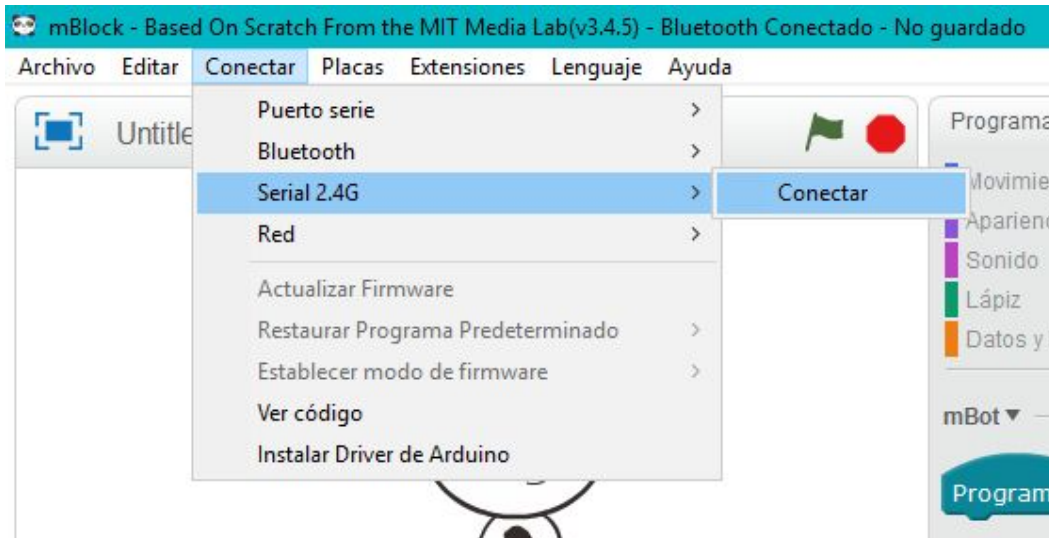 mBlock - Based On Scratch From the MIT Media Lab(v3.4.5) - Bluetooth Conectado - No guardado
Archivo Editar Conectar Placas Extensiones Lenguaje Ayuda
Untitle
Puerto serie
Bluetooth
Serial 2.4G
Conectar
Red
Actualizar Firmware
Restaurar Programa Predeterminado
Establecer modo de firmware
Ver código
Instalar Driver de Arduino
Programa
Movimie
Aparienc
Sonido
Lápiz
Datos y
mBot
Program